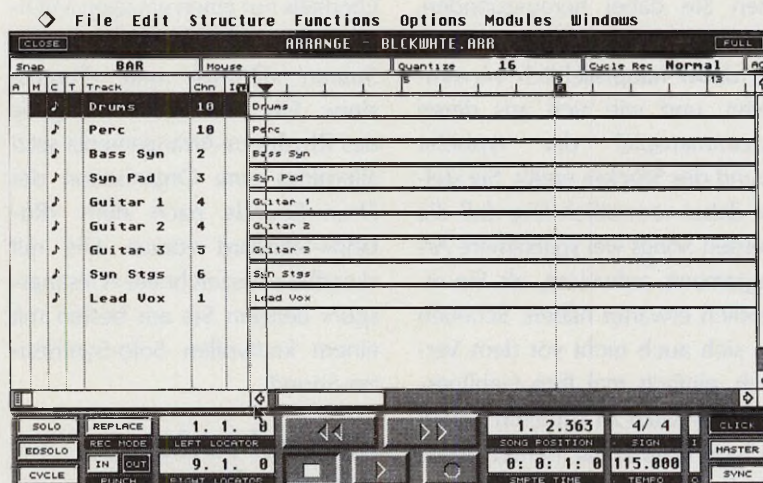 File Edit Structure Functions Options Modules Windows
CLOSE ARRANGE - BLCKWHTE.ARR FULL
Snap BAR Mouse Quantize 16 Cycle Rec Normal
A M C T Track Chn 1 5 9 13
Drums 10 Drums
Perc 10 Perc
Bass Syn 2 Bass Syn
Syn Pad 3 Syn Pad
Guitar 1 4 Guitar
Guitar 2 4 Guitar 2
Guitar 3 5 Guitar 3
Syn Stgs 6 Syn Stgs
Lead Vox 1 Lead Vox
SOLO REPLACE 1. 1. 0 1. 2.363 4/ 4 CLICK
EDSOLO REC MODE LEFT LOCATOR SONG POSITION SIGN MASTER
CYCLE IN OUT 9. 1. 0 0: 0: 1: 0 115.000 SYNC
PUNCH RIGHT LOCATOR SMPTE TIME TEMPO